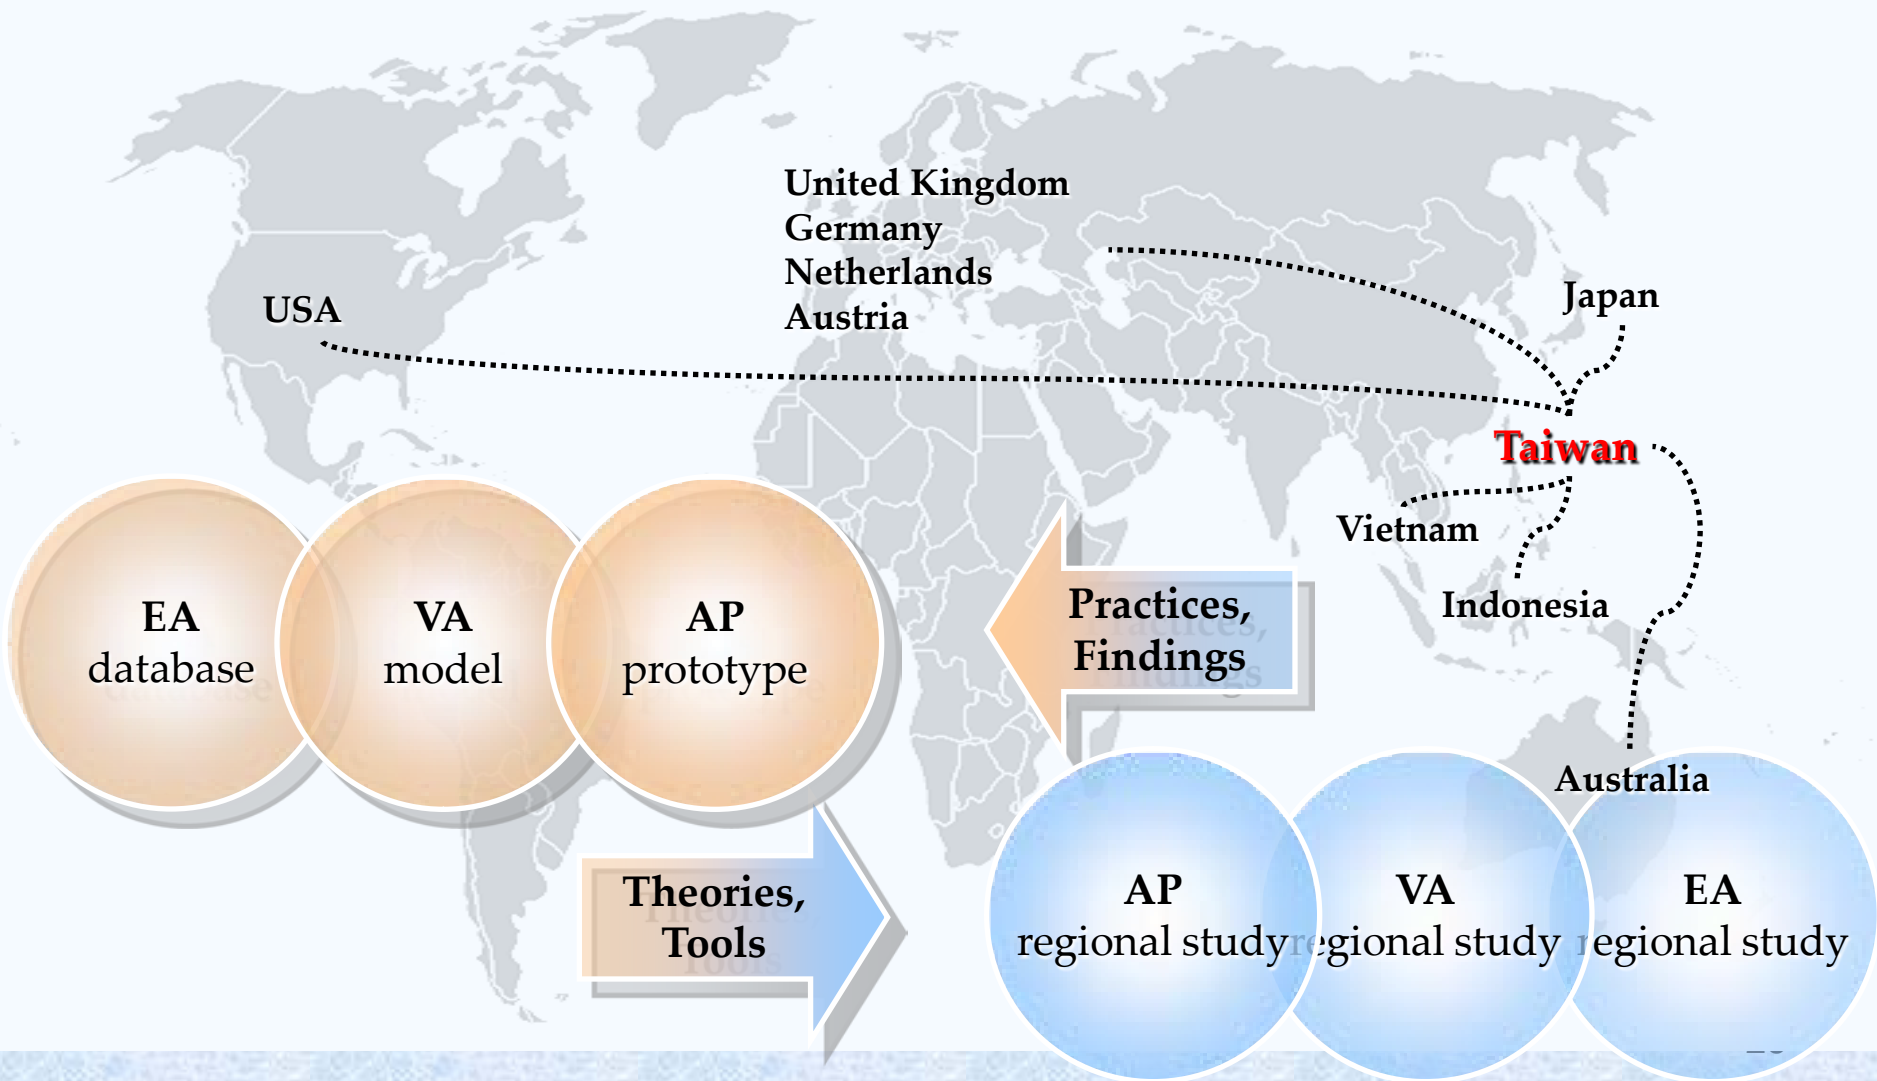 United Kingdom
Germany
Netherlands
Austria
USA
Japan
Taiwan
Vietnam
Indonesia
Australia
EA
database
VA
model
AP
prototype
Practices,
Findings
Theories,
Tools
AP
regional study
VA
regional study
EA
regional study